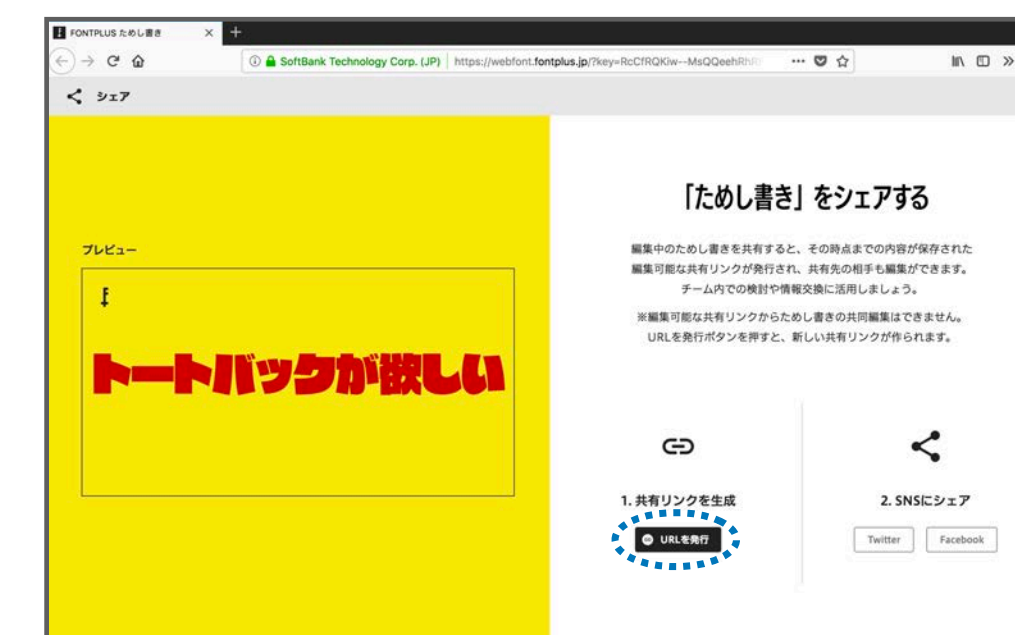 FONTPLUS ためし書き
SoftBank Technology Corp. (JP)
https://webfont.fontplus.jp/?key=RcCfRQKiw--MsQQeehRhR
シェア
プレビュー
トートバックが欲しい
「ためし書き」をシェアする
編集中のためし書きを共有すると、その時点までの内容が保存された
編集可能な共有リンクが発行され、共有先の相手も編集ができます。
チーム内での検討や情報交換に活用しましょう。
※編集可能な共有リンクからためし書きの共同編集はできません。
URLを発行ボタンを押すと、新しい共有リンクが作られます。
1. 共有リンクを生成
URLを発行
2. SNSにシェア
Twitter
Facebook